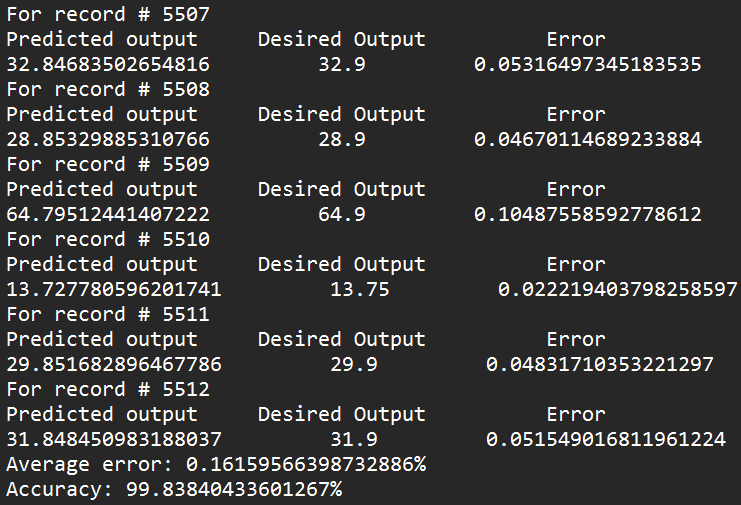 For record # 5507
Predicted output     Desired Output          Error
32.84683502654816         32.9         0.05316497345183535
For record # 5508
Predicted output     Desired Output          Error
28.85329885310766         28.9         0.04670114689233884
For record # 5509
Predicted output     Desired Output          Error
64.79512441407222         64.9         0.10487558592778612
For record # 5510
Predicted output     Desired Output          Error
13.727780596201741         13.75         0.022219403798258597
For record # 5511
Predicted output     Desired Output          Error
29.851682896467786         29.9         0.04831710353221297
For record # 5512
Predicted output     Desired Output          Error
31.848450983188037         31.9         0.051549016811961224
Average error: 0.16159566398732886%
Accuracy: 99.83840433601267%